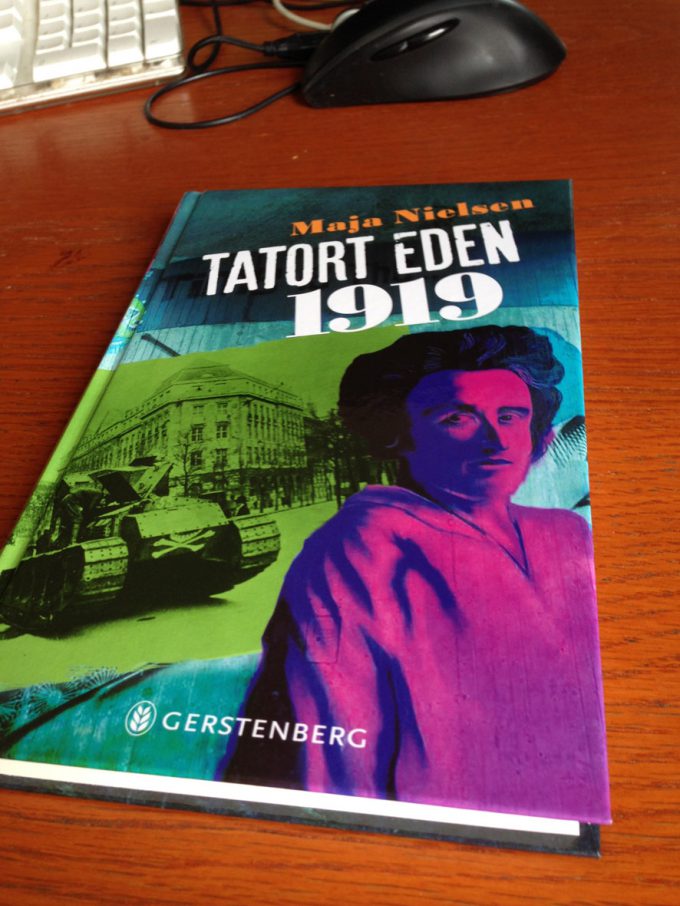 Maja Nielsen
TATORT EDEN
1919
GERSTENBERG